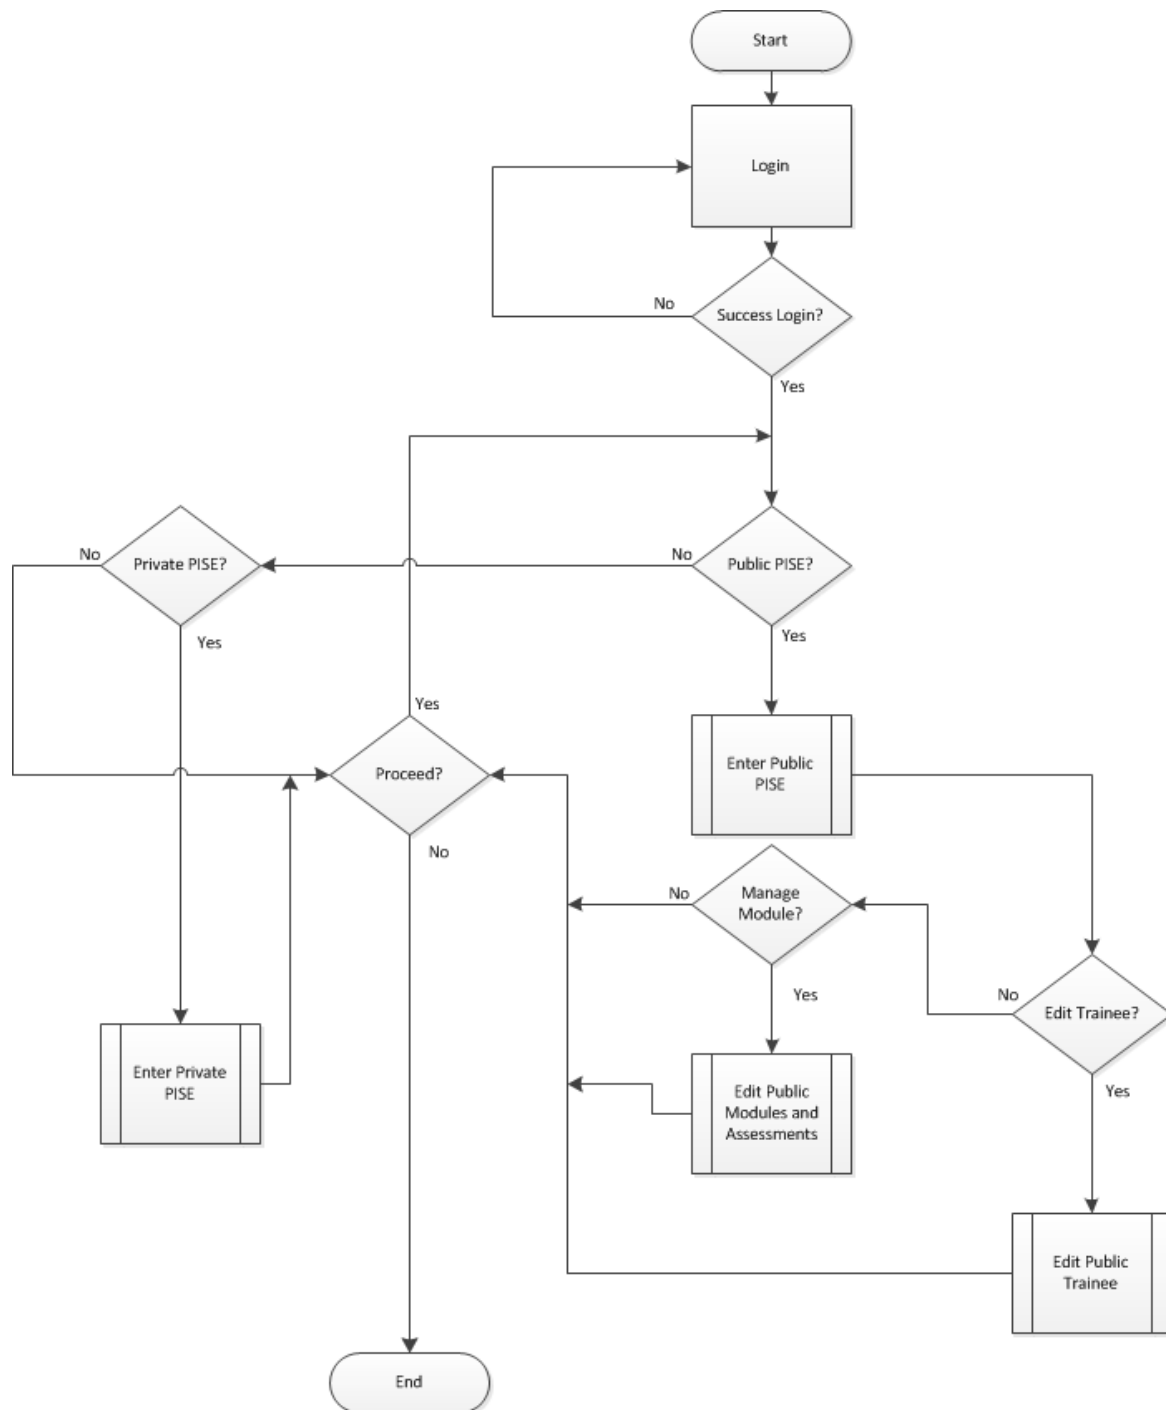 Start
Login
No
Success Login?
Yes
No
Private PISE?
No
Public PISE?
Yes
Yes
Yes
Proceed?
Enter Public
PISE
No
No
Manage
Module?
Yes
No
Edit Trainee?
Enter Private
PISE
Edit Public
Modules and
Assessments
Yes
Edit Public
Trainee
End